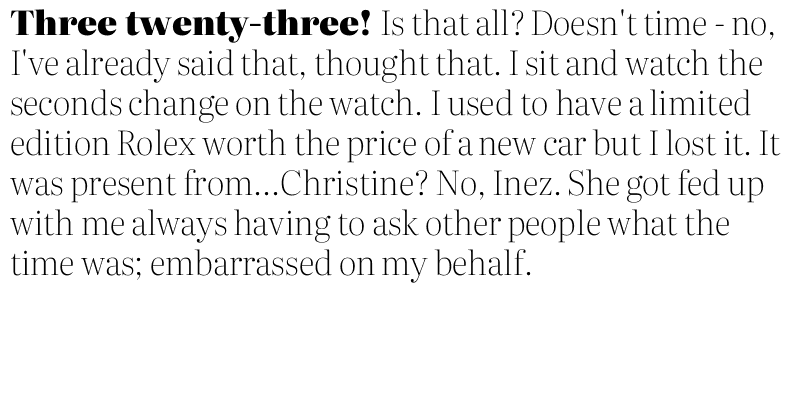 Three twenty-three! Is that all? Doesn't time - no,
I've already said that, thought that. I sit and watch the
seconds change on the watch. I used to have a limited
edition Rolex worth the price of a new car but I lost it. It
was present from...Christine? No, Inez. She got fed up
with me always having to ask other people what the
time was; embarrassed on my behalf.